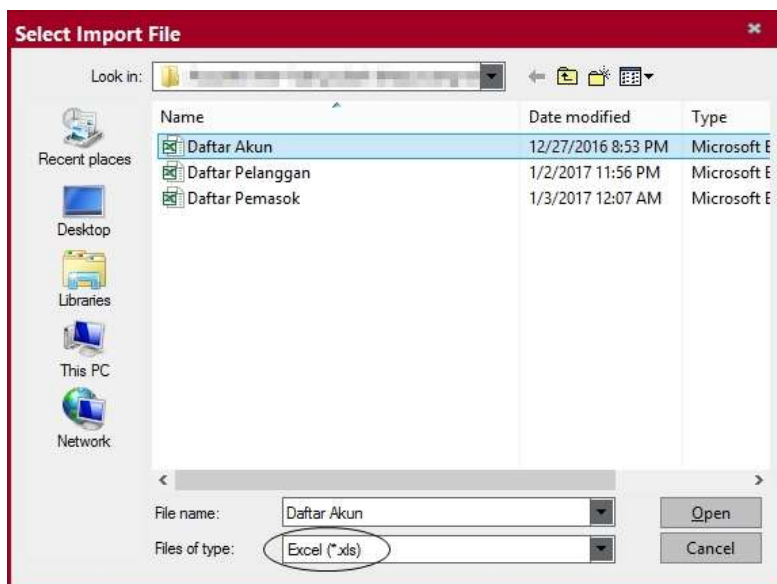 Select Import File
Look in:
Name Date modified Type
Daftar Akun 12/27/2016 8:53 PM Microsoft E
Daftar Pelanggan 1/2/2017 11:56 PM Microsoft E
Daftar Pemasok 1/3/2017 12:07 AM Microsoft E
Recent places
Desktop
Libraries
This PC
Network
File name: Daftar Akun Open
Files of type: Excel (*.xls) Cancel